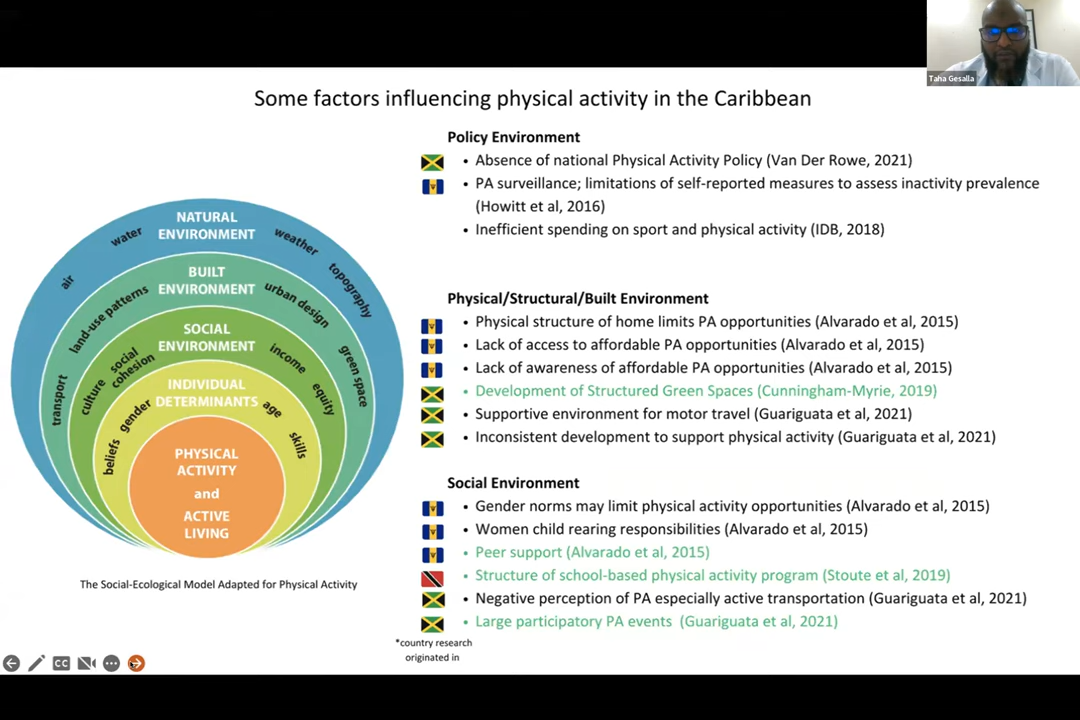 Taha Gesalla
Some factors influencing physical activity in the Caribbean
NATURAL
ENVIRONMENT
air
water
weather
topography
BUILT
ENVIRONMENT
transport
land-use patterns
urban design
green space
SOCIAL
ENVIRONMENT
culture
social
cohesion
income
equity
INDIVIDUAL
DETERMINANTS
beliefs
gender
age
skills
PHYSICAL
ACTIVITY
and
ACTIVE
LIVING
The Social-Ecological Model Adapted for Physical Activity
Policy Environment
• Absence of national Physical Activity Policy (Van Der Rowe, 2021)
• PA surveillance; limitations of self-reported measures to assess inactivity prevalence
(Howitt et al, 2016)
• Inefficient spending on sport and physical activity (IDB, 2018)
Physical/Structural/Built Environment
• Physical structure of home limits PA opportunities (Alvarado et al, 2015)
• Lack of access to affordable PA opportunities (Alvarado et al, 2015)
• Lack of awareness of affordable PA opportunities (Alvarado et al, 2015)
• Development of Structured Green Spaces (Cunningham-Myrie, 2019)
• Supportive environment for motor travel (Guariguata et al, 2021)
• Inconsistent development to support physical activity (Guariguata et al, 2021)
Social Environment
• Gender norms may limit physical activity opportunities (Alvarado et al, 2015)
• Women child rearing responsibilities (Alvarado et al, 2015)
• Peer support (Alvarado et al, 2015)
• Structure of school-based physical activity program (Stoute et al, 2019)
• Negative perception of PA especially active transportation (Guariguata et al, 2021)
• Large participatory PA events (Guariguata et al, 2021)
*country research
originated in
CC